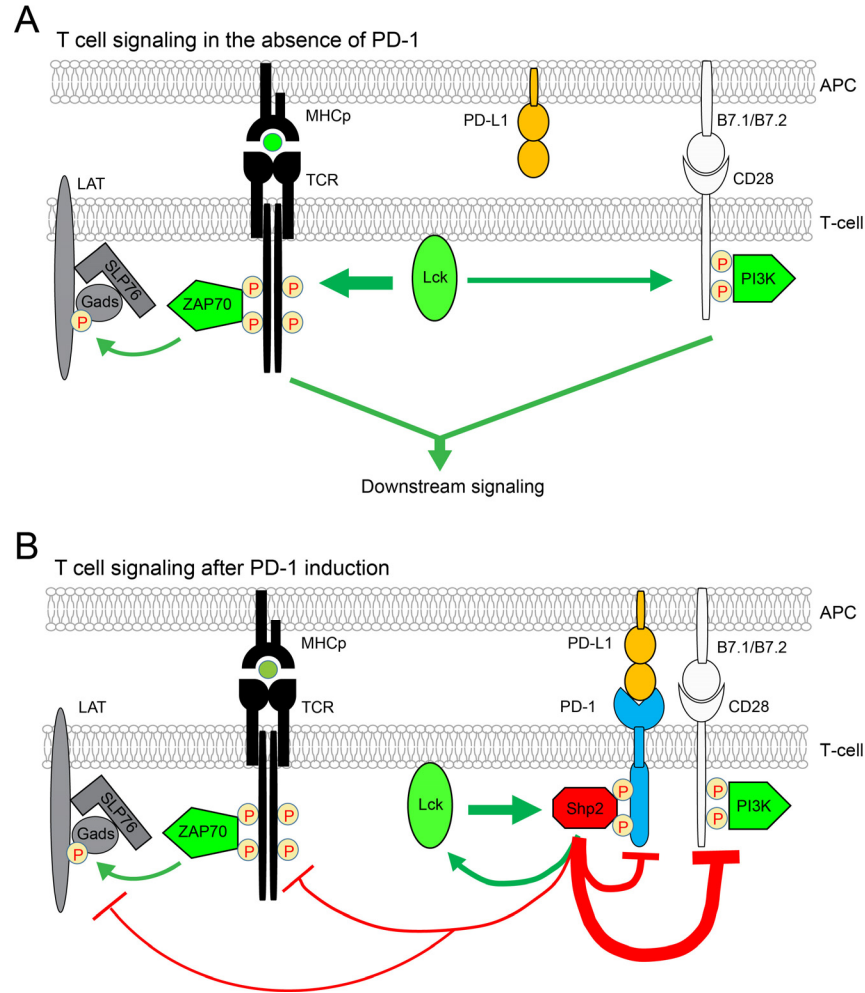 A
T cell signaling in the absence of PD-1
APC
MHCp
PD-L1
B7.1/B7.2
LAT
TCR
CD28
T-cell
SLP76
Gads
P
ZAP70
P
P
P
P
Lck
P
P
PI3K
Downstream signaling
B
T cell signaling after PD-1 induction
APC
MHCp
PD-L1
B7.1/B7.2
LAT
TCR
PD-1
CD28
T-cell
SLP76
Gads
P
ZAP70
P
P
P
P
Lck
Shp2
P
P
P
P
PI3K